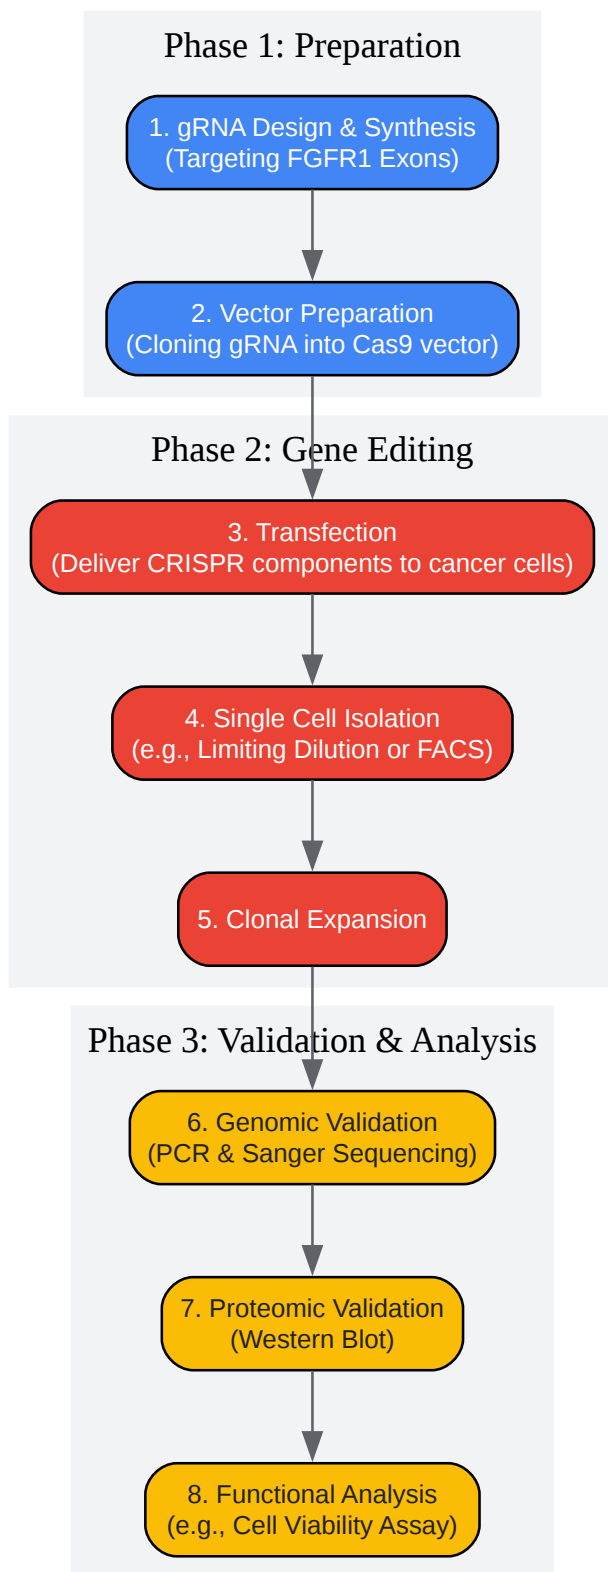 Phase 1: Preparation
1. gRNA Design & Synthesis
(Targeting FGFR1 Exons)
2. Vector Preparation
(Cloning gRNA into Cas9 vector)
Phase 2: Gene Editing
3. Transfection
(Deliver CRISPR components to cancer cells)
4. Single Cell Isolation
(e.g., Limiting Dilution or FACS)
5. Clonal Expansion
Phase 3: Validation & Analysis
6. Genomic Validation
(PCR & Sanger Sequencing)
7. Proteomic Validation
(Western Blot)
8. Functional Analysis
(e.g., Cell Viability Assay)